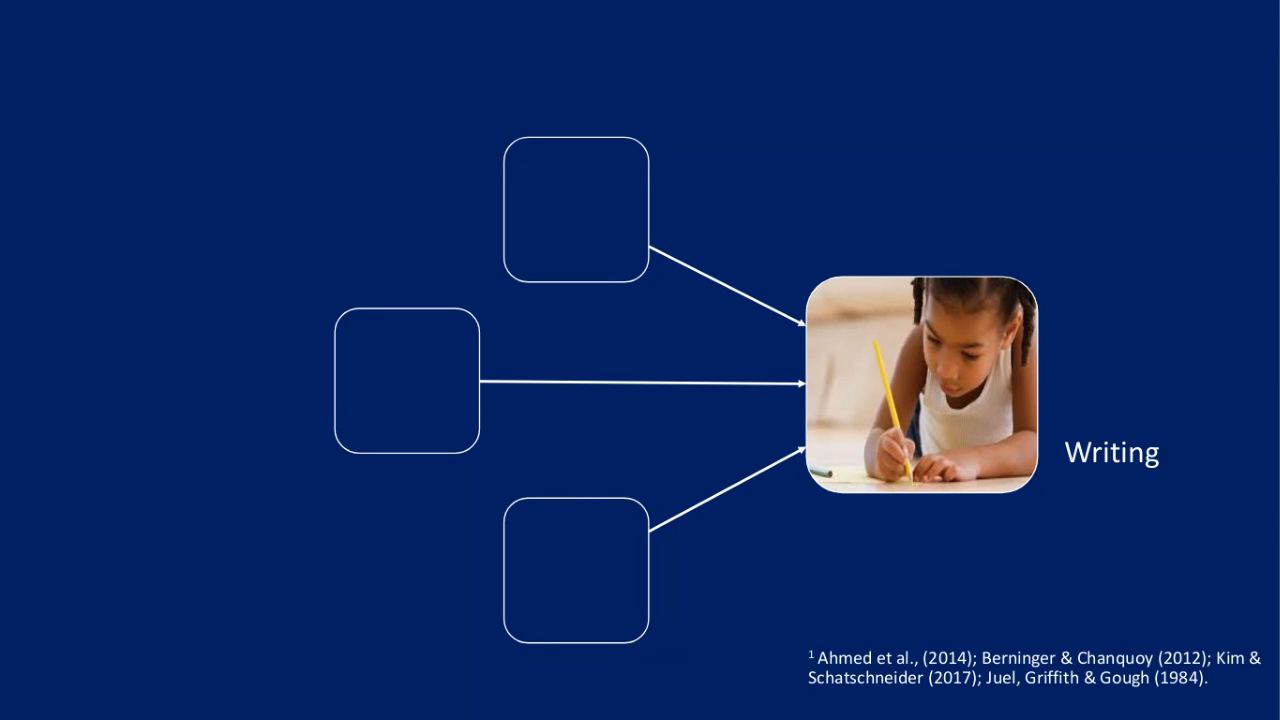 Writing
¹ Ahmed et al., (2014); Berninger & Chanquoy (2012); Kim &
Schatschneider (2017); Juel, Griffith & Gough (1984).